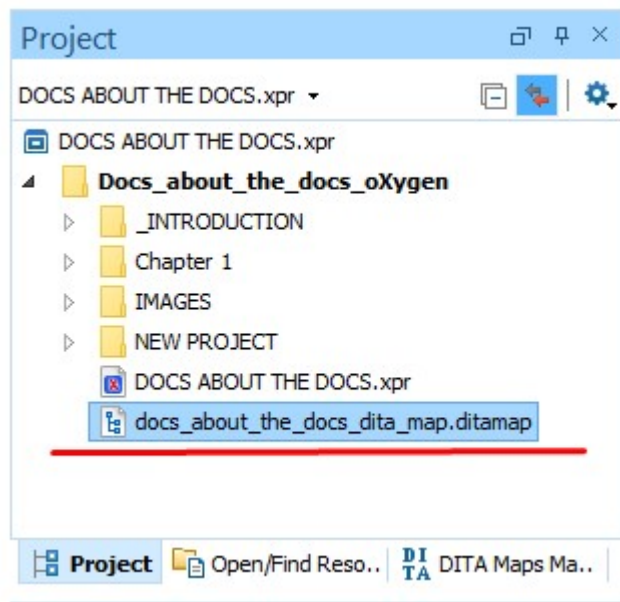 Project
DOCS ABOUT THE DOCS.xpr
DOCS ABOUT THE DOCS.xpr
Docs_about_the_docs_oXygen
_INTRODUCTION
Chapter 1
IMAGES
NEW PROJECT
DOCS ABOUT THE DOCS.xpr
docs_about_the_docs_dita_map.ditamap
Project Open/Find Reso.. DITA DITA Maps Ma..